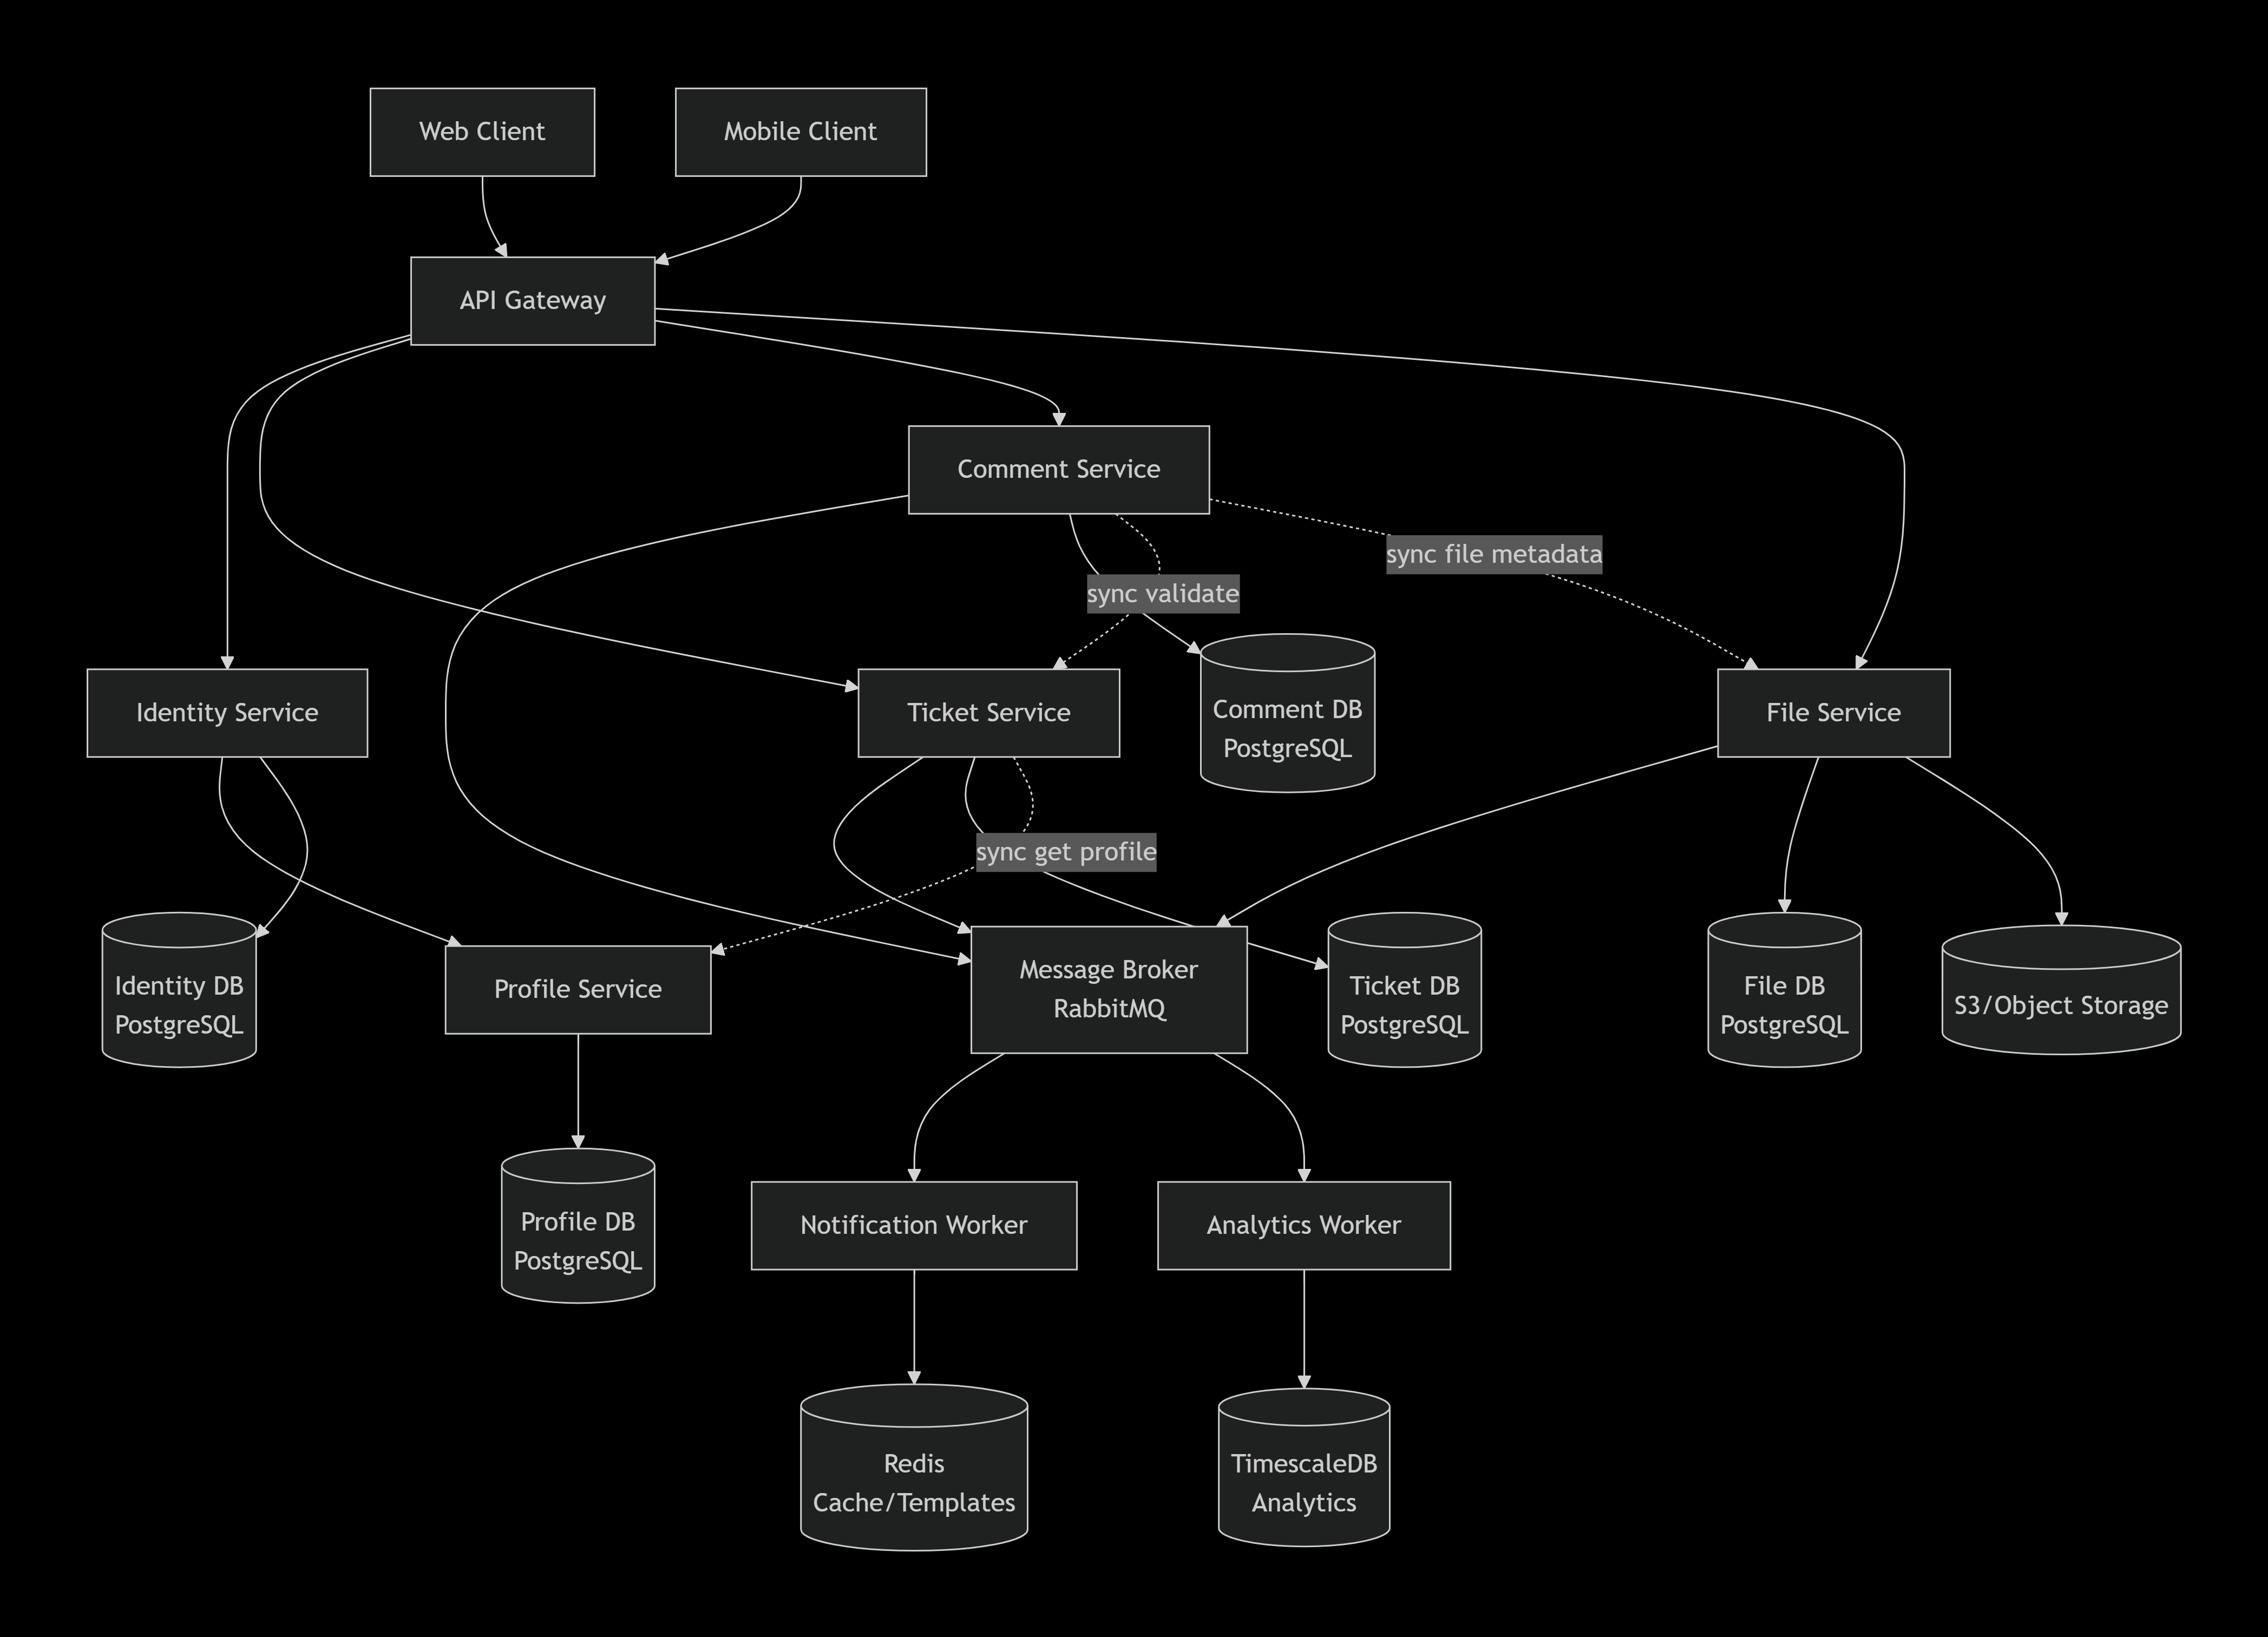 Web Client
Mobile Client
API Gateway
Comment Service
sync file metadata
sync validate
Identity Service
Ticket Service
Comment DB
PostgreSQL
File Service
sync get profile
Identity DB
PostgreSQL
Profile Service
Message Broker
RabbitMQ
Ticket DB
PostgreSQL
File DB
PostgreSQL
S3/Object Storage
Profile DB
PostgreSQL
Notification Worker
Analytics Worker
Redis
Cache/Templates
TimescaleDB
Analytics